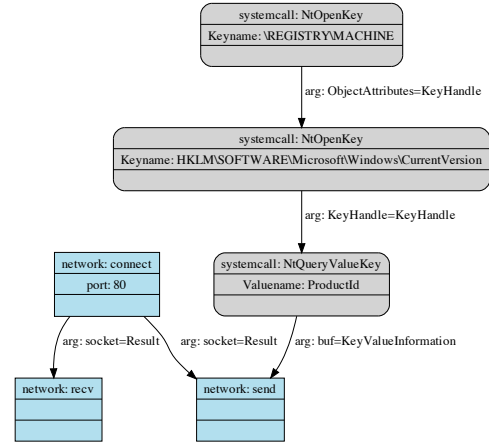 systemcall: NtOpenKey
Keyname: \REGISTRY\MACHINE
arg: ObjectAttributes=KeyHandle
systemcall: NtOpenKey
Keyname: HKLM\SOFTWARE\Microsoft\Windows\CurrentVersion
arg: KeyHandle=KeyHandle
network: connect
port: 80
systemcall: NtQueryValueKey
Valuename: ProductId
arg: socket=Result
arg: socket=Result
arg: buf=KeyValueInformation
network: recv
network: send